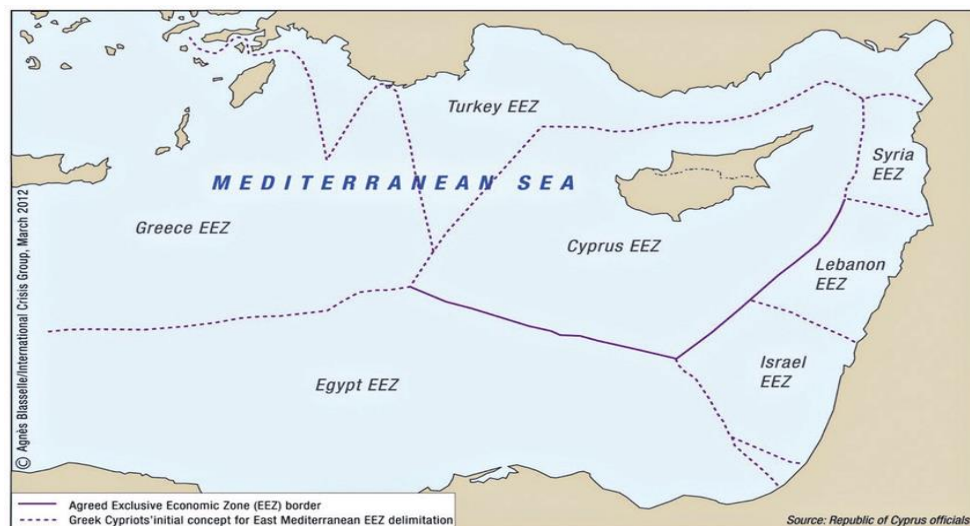 Turkey EEZ
Syria
EEZ
MEDITERRANEAN SEA
Greece EEZ
Cyprus EEZ
Lebanon
EEZ
Israel
EEZ
Egypt EEZ
© Agnès Blasselle/International Crisis Group, March 2012
Agreed Exclusive Economic Zone (EEZ) border
Greek Cypriots'initial concept for East Mediterranean EEZ delimitation
Source: Republic of Cyprus officials